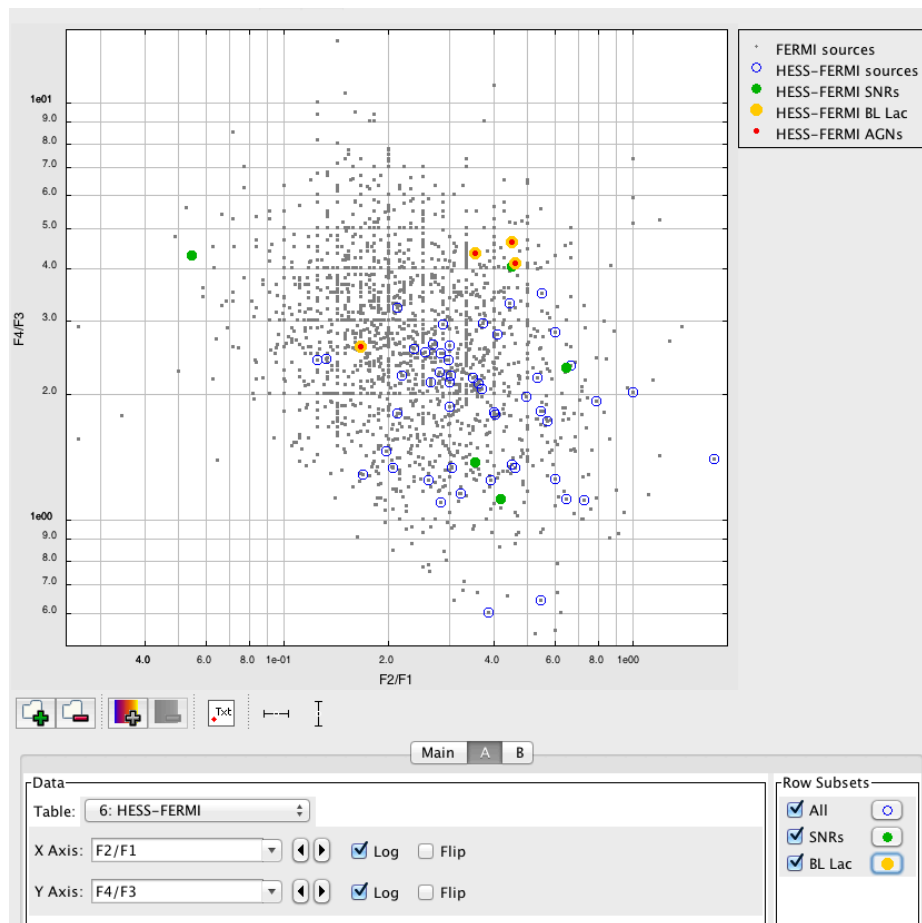 FERMI sources
HESS-FERMI sources
HESS-FERMI SNRs
HESS-FERMI BL Lac
HESS-FERMI AGNs
1e01
9.0
8.0
7.0
6.0
5.0
4.0
3.0
2.0
1e00
9.0
8.0
7.0
6.0
F4/F3
4.0 6.0 8.0 1e-01 2.0 4.0 6.0 8.0 1e00
F2/F1
Txt
Main A B
Data
Table: 6: HESS-FERMI
X Axis: F2/F1 Log Flip
Y Axis: F4/F3 Log Flip
Row Subsets
All
SNRs
BL Lac